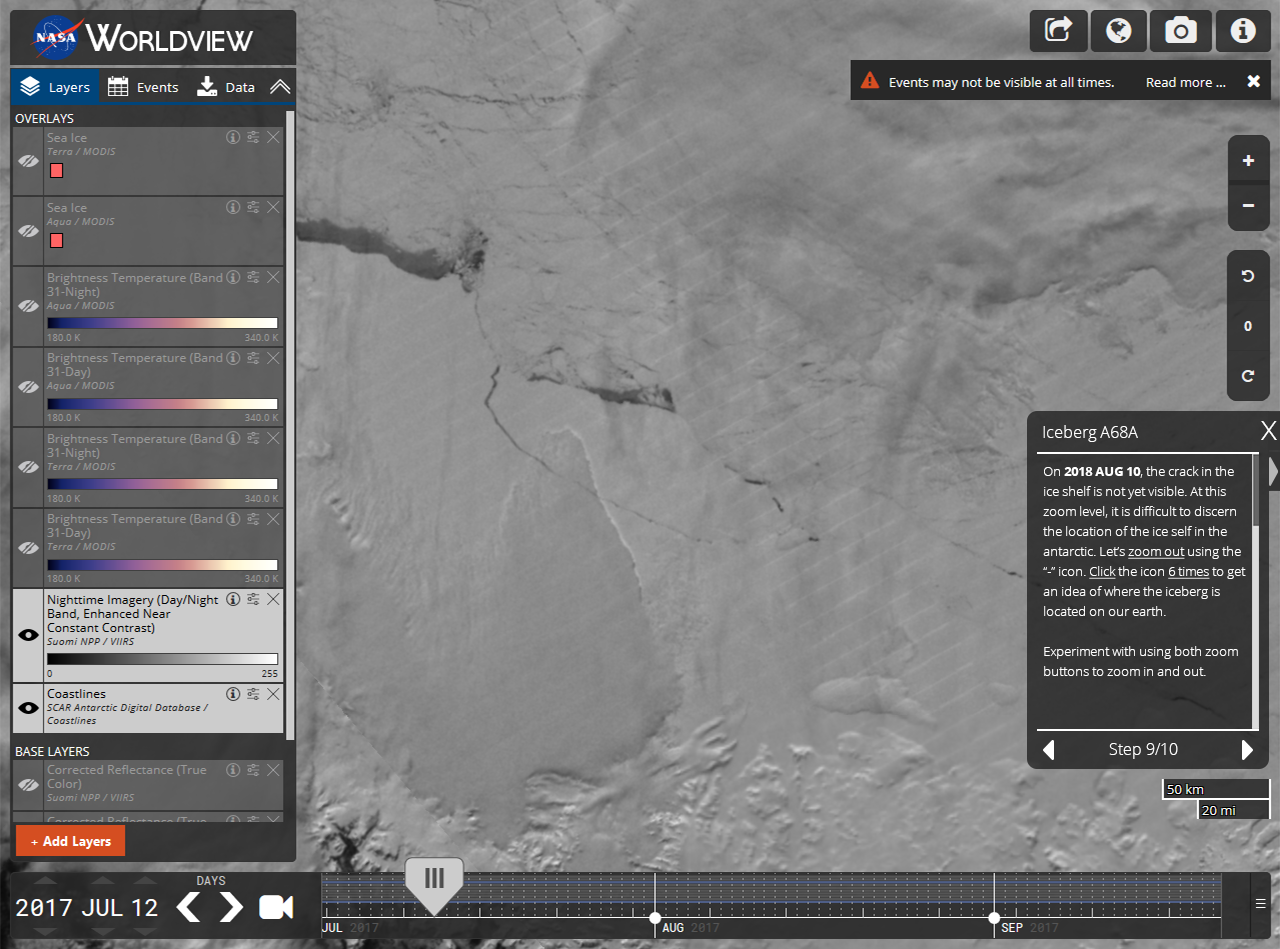 NASA WORLDVIEW
Layers Events Data
OVERLAYS
Sea Ice
Terra / MODIS
Sea Ice
Aqua / MODIS
Brightness Temperature (Band
31-Night)
Aqua / MODIS
180.0 K 340.0 K
Brightness Temperature (Band
31-Day)
Aqua / MODIS
180.0 K 340.0 K
Brightness Temperature (Band
31-Night)
Terra / MODIS
180.0 K 340.0 K
Brightness Temperature (Band
31-Day)
Terra / MODIS
180.0 K 340.0 K
Nighttime Imagery (Day/Night
Band, Enhanced Near
Constant Contrast)
Suomi NPP / VIIRS
0 255
Coastlines
SCAR Antarctic Digital Database /
Coastlines
BASE LAYERS
Corrected Reflectance (True
Color)
Suomi NPP / VIIRS
Corrected Reflectance (True
+ Add Layers
Events may not be visible at all times. Read more ...
+
−
0
Iceberg A68A X
On 2018 AUG 10, the crack in the
ice shelf is not yet visible. At this
zoom level, it is difficult to discern
the location of the ice self in the
antarctic. Let's zoom out using the
"-" icon. Click the icon 6 times to get
an idea of where the iceberg is
located on our earth.
Experiment with using both zoom
buttons to zoom in and out.
Step 9/10
50 km
20 mi
DAYS
2017 JUL 12
JUL 2017 AUG 2017 SEP 2017